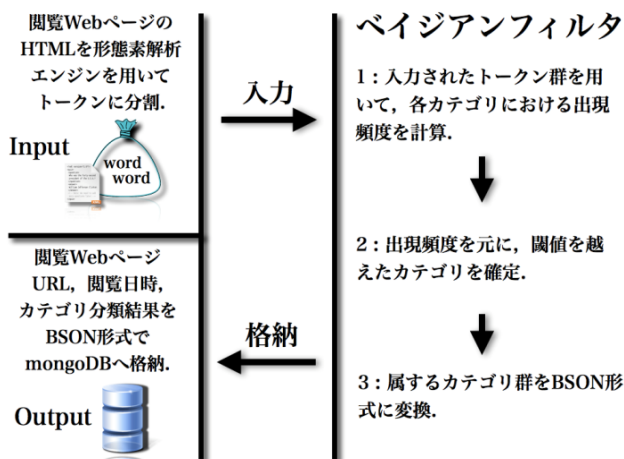 閲覧Webページの
HTMLを形態素解析
エンジンを用いて
トークンに分割.
Input
word
word
入力
ベイジアンフィルタ
1：入力されたトークン群を用
いて，各カテゴリにおける出現
頻度を計算.
2：出現頻度を元に，閾値を越
えたカテゴリを確定.
3：属するカテゴリ群をBSON形
式に変換.
格納
閲覧Webページ
URL，閲覧日時，
カテゴリ分類結果を
BSON形式で
mongoDBへ格納.
Output